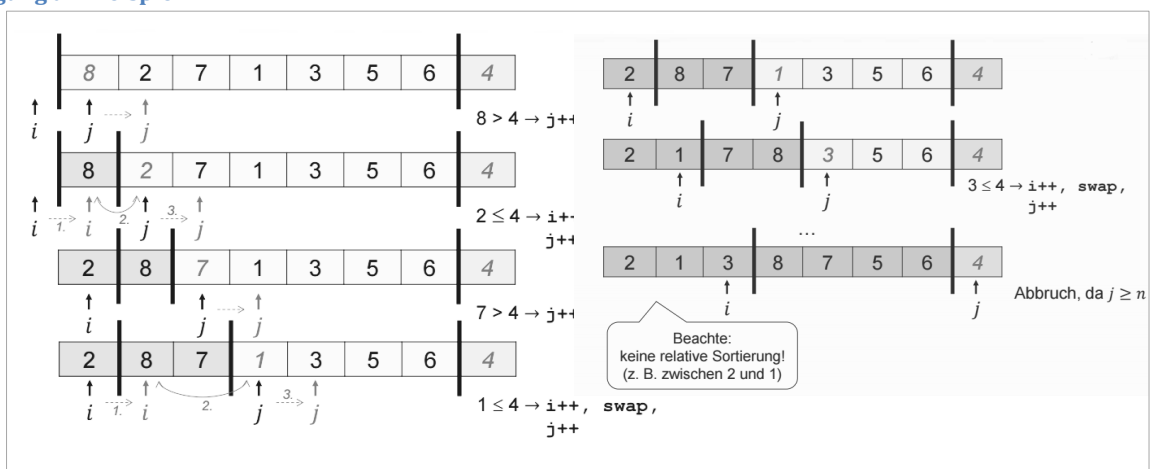 8 2 7 1 3 5 6 4
i j j
8 > 4 → j++
8 2 7 1 3 5 6 4
i 1. i 2. j 3. j
2 ≤ 4 → i+
j++
2 8 7 1 3 5 6 4
i j j
7 > 4 → j++
2 8 7 1 3 5 6 4
i 1. i 2. j 3. j
1 ≤ 4 → i++, swap,
j++
2 8 7 1 3 5 6 4
i j
2 1 7 8 3 5 6 4
i j
3 ≤ 4 → i++, swap,
j++
...
2 1 3 8 7 5 6 4
i j
Abbruch, da j ≥ n
Beachte:
keine relative Sortierung!
(z. B. zwischen 2 und 1)